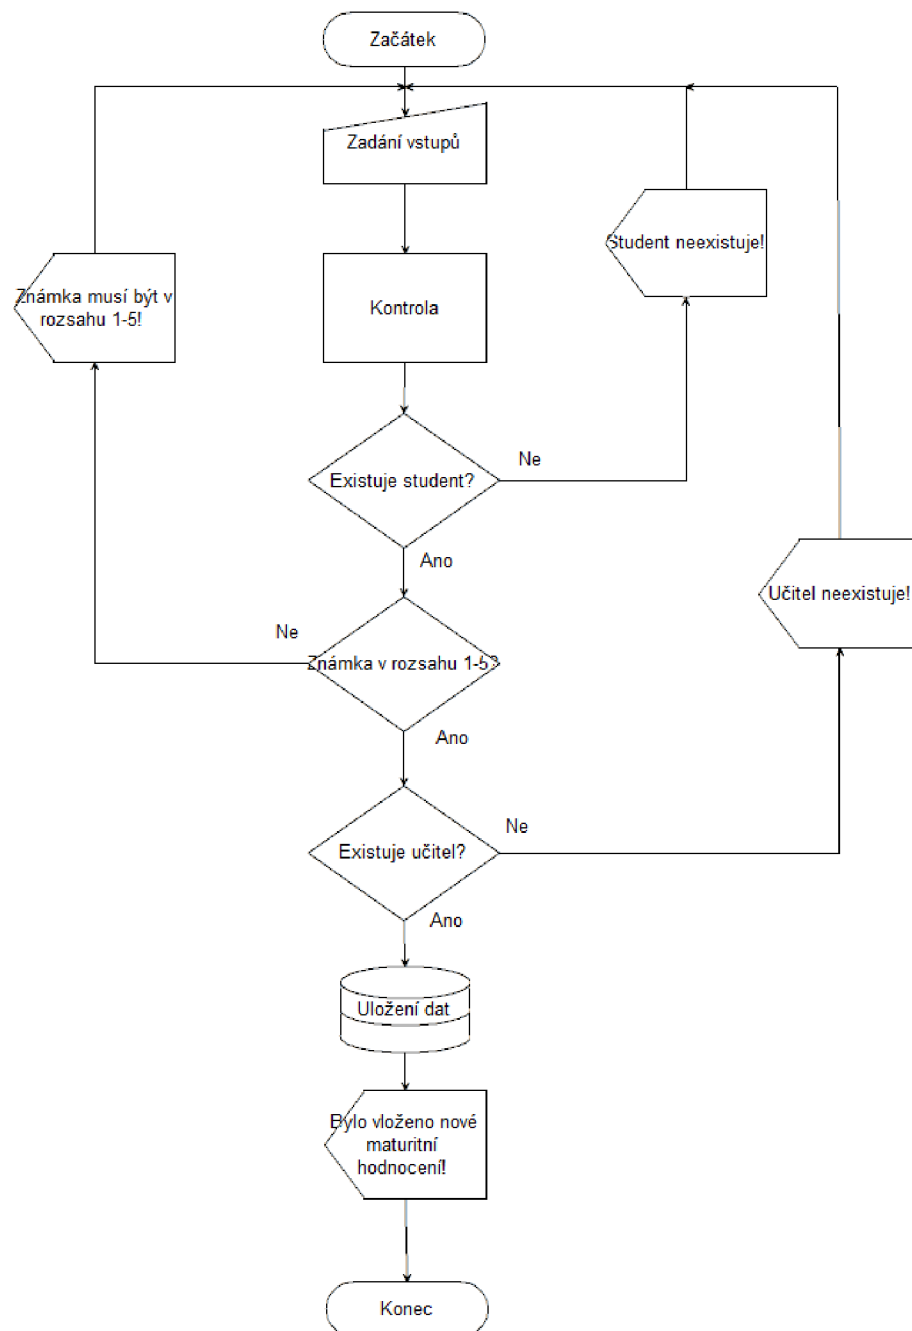 Začátek
Zadání vstupů
Student neexistuje!
Známka musí být v
rozsahu 1-5!
Kontrola
Existuje student?
Ne
Ano
Učitel neexistuje!
Ne
Známka v rozsahu 1-5?
Ano
Existuje učitel?
Ne
Ano
Uložení dat
Bylo vloženo nové
maturitní
hodnocení!
Konec